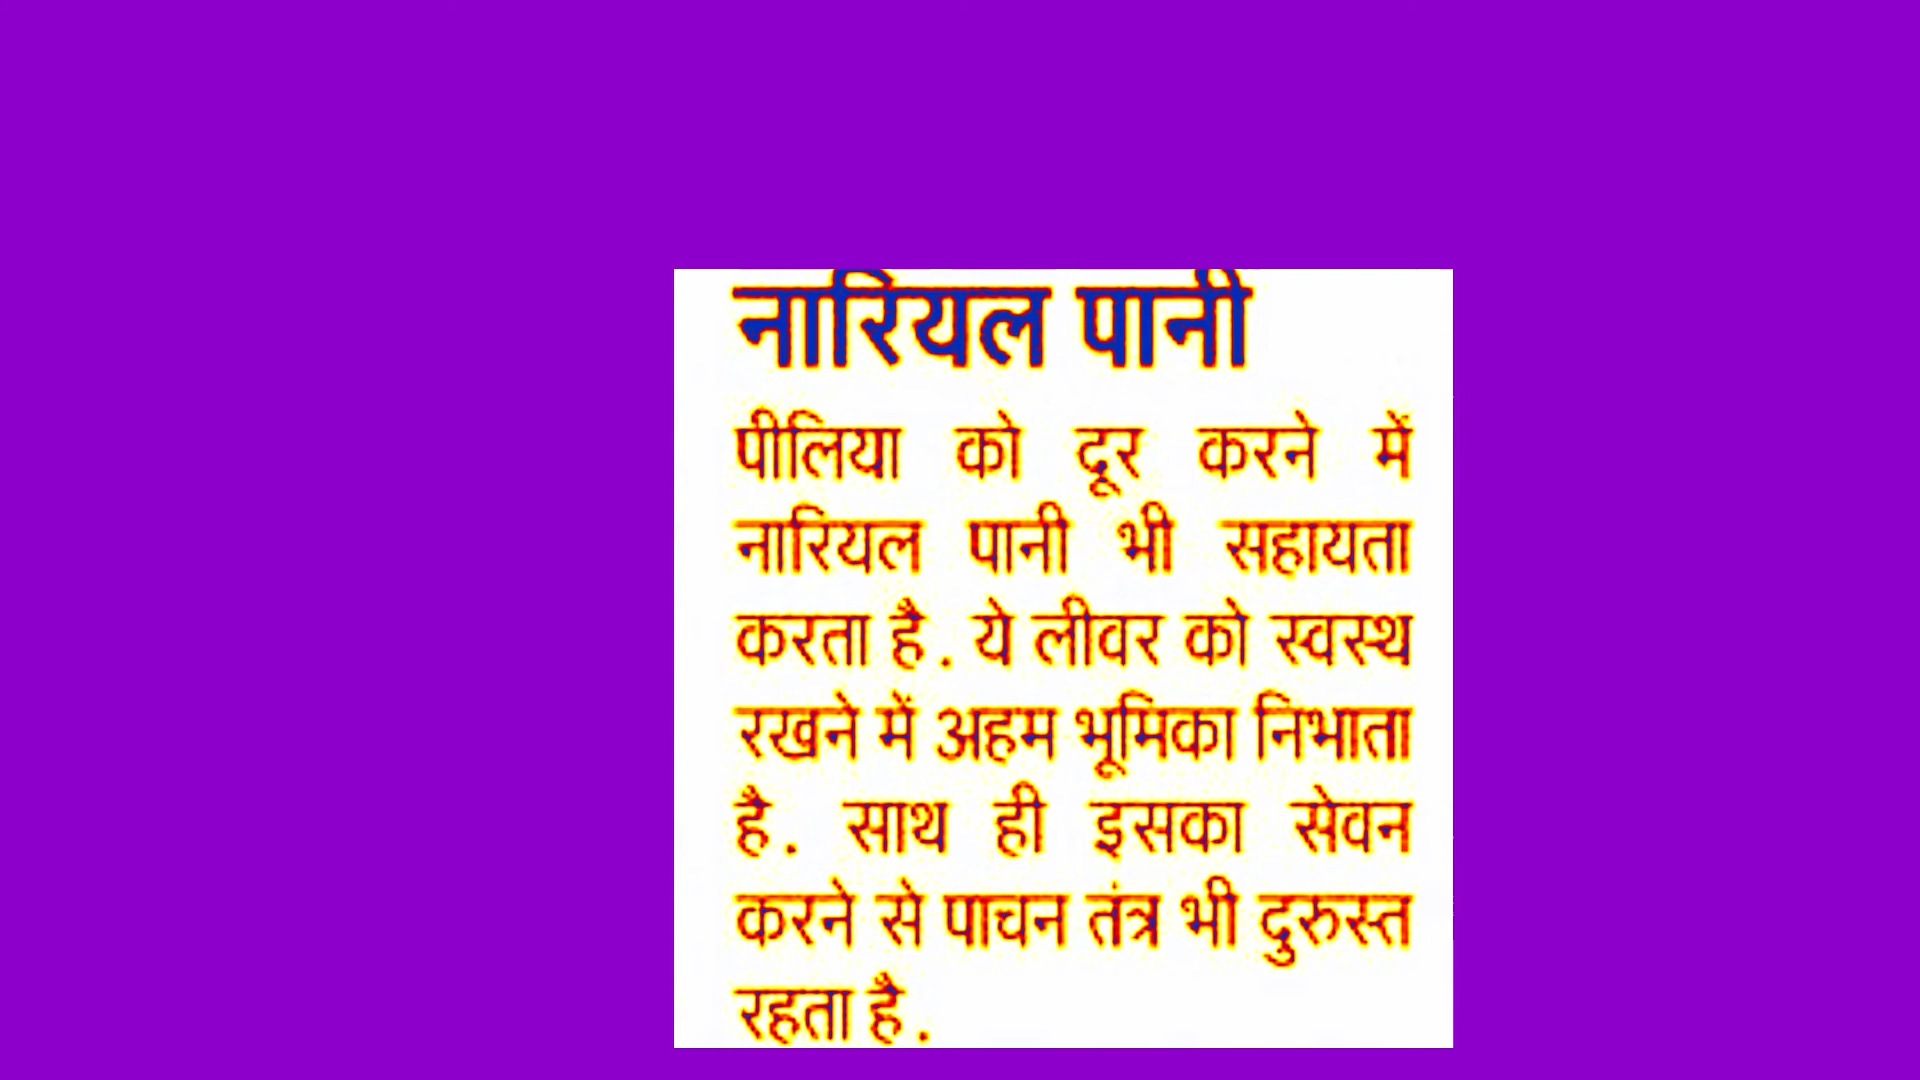 नारियल पानी
पीलिया को दूर करने में
नारियल पानी भी सहायता
करता है. ये लीवर को स्वस्थ
रखने में अहम भूमिका निभाता
है. साथ ही इसका सेवन
करने से पाचन तंत्र भी दुरुस्त
रहता है.